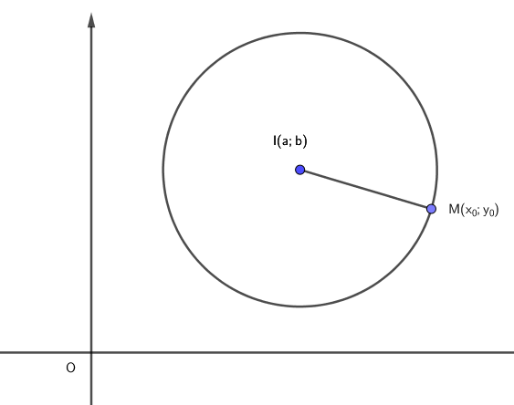 I(a; b)
M(x₀; y₀)
O